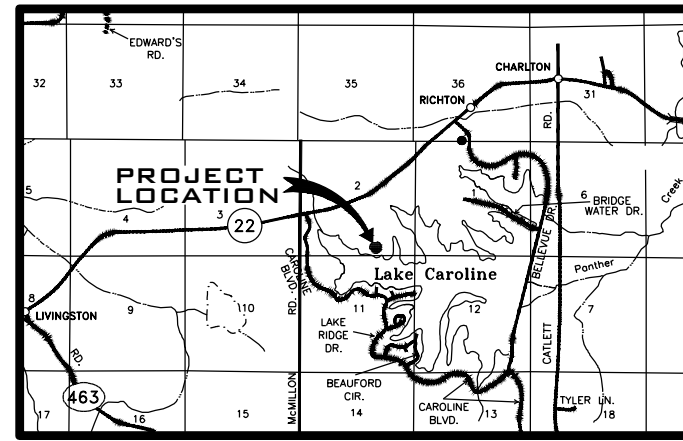 EDWARD'S
RD.
CHARLTON
32
33
34
35
36
31
RICHTON
RD.
PROJECT
LOCATION
5
4
3
2
1
6
BRIDGE
WATER DR.
Creek
22
CAROLINE
BLVD.
BELLEVUE DR.
Panther
Lake Caroline
8
LIVINGSTON
9
10
11
12
7
RD.
McMILLON
RD.
LAKE
RIDGE
DR.
CATLETT
463
BEAUFORD
CIR.
CAROLINE
BLVD.
TYLER LN.
17
16
15
14
13
18